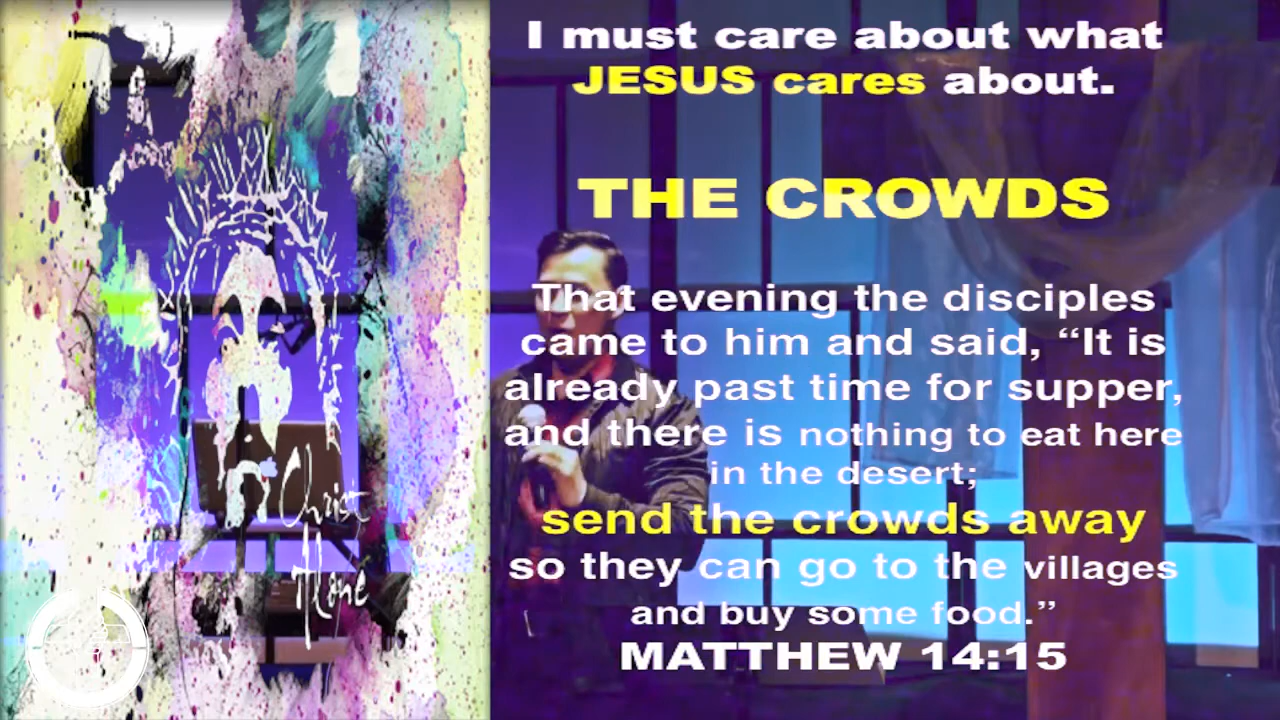 I must care about what
JESUS cares about.
THE CROWDS
That evening the disciples
came to him and said, “It is
already past time for supper,
and there is nothing to eat here
in the desert;
send the crowds away
so they can go to the villages
and buy some food.”
MATTHEW 14:15
Christ
Alone